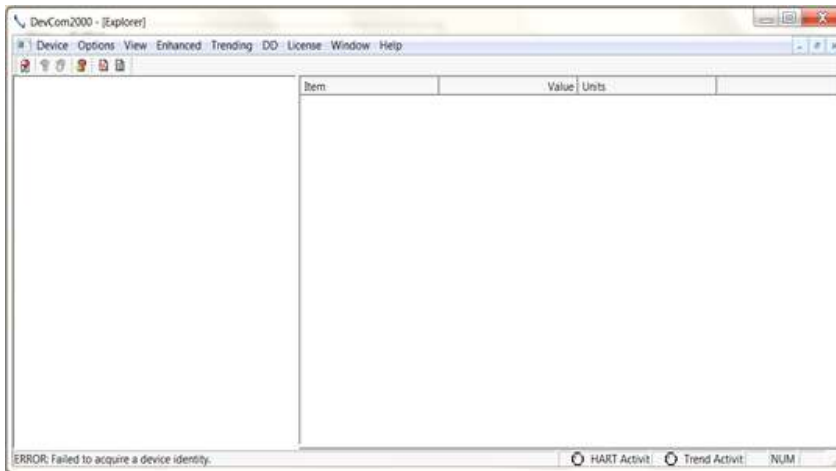 DevCom2000 - [Explorer]
Device Options View Enhanced Trending DD License Window Help
Item Value Units
ERROR: Failed to acquire a device identity. HART Activit Trend Activit NUM